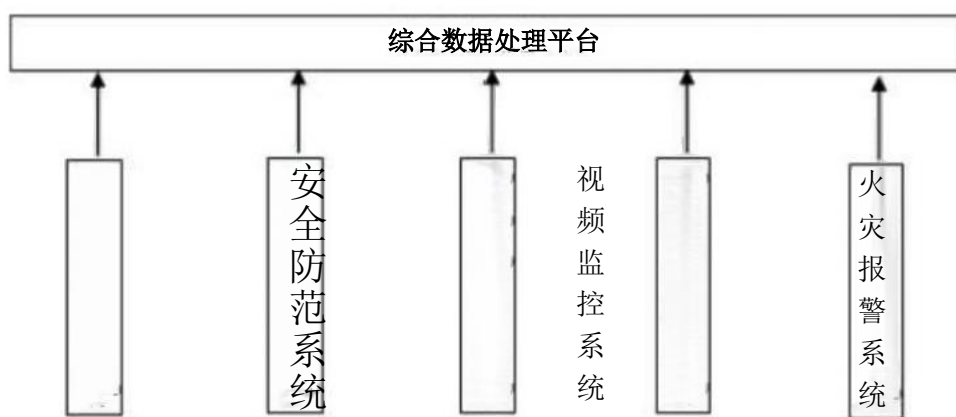 综合数据处理平台
安全防范系统
视频监控系统
火灾报警系统